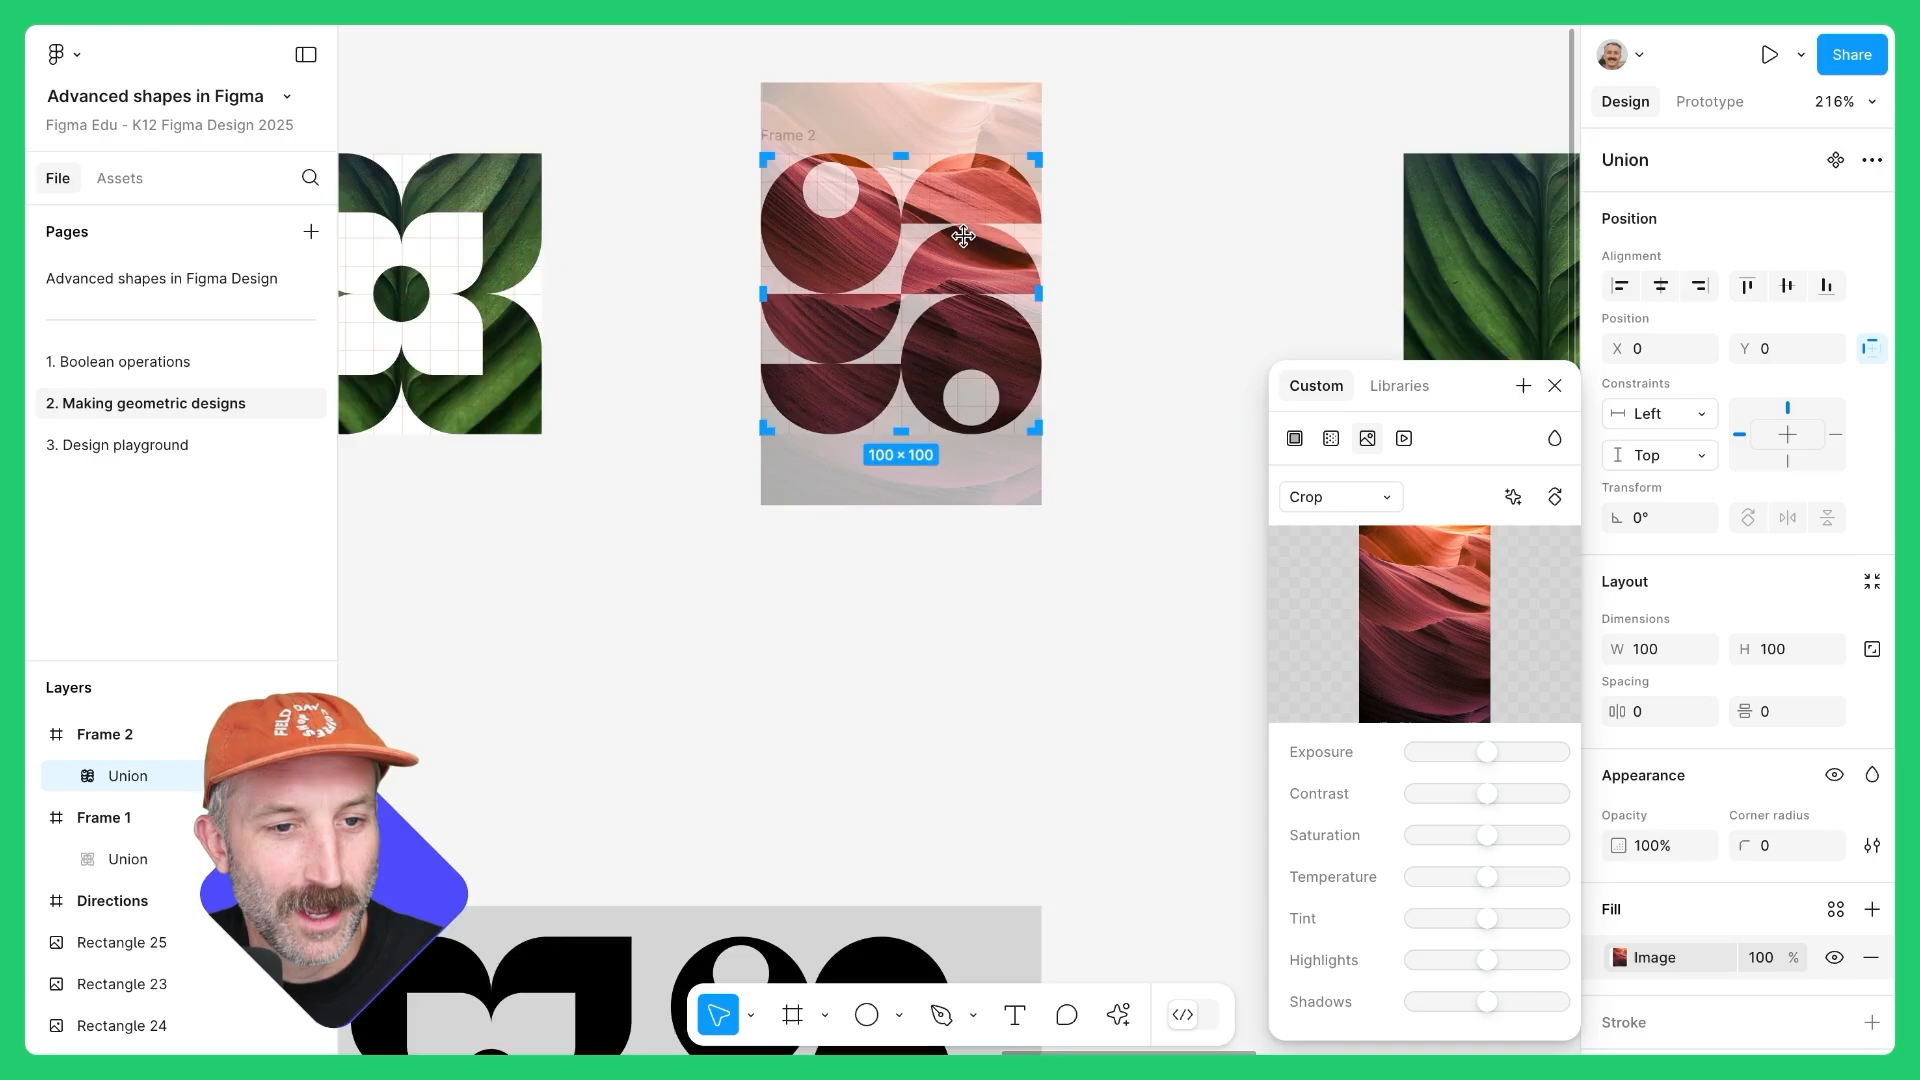 Advanced shapes in Figma
Figma Edu - K12 Figma Design 2025
File
Assets
Pages
Advanced shapes in Figma Design
1. Boolean operations
2. Making geometric designs
3. Design playground
Layers
Frame 2
Union
Frame 1
Union
Directions
Rectangle 25
Rectangle 23
Rectangle 24
Frame 2
100 × 100
Custom
Libraries
Crop
Exposure
Contrast
Saturation
Temperature
Tint
Highlights
Shadows
Share
Design
Prototype
216%
Union
Position
Alignment
Position
X 0
Y 0
Constraints
Left
Top
Transform
0°
Layout
Dimensions
W 100
H 100
Spacing
0
0
Appearance
Opacity
Corner radius
100%
0
Fill
Image
100 %
Stroke
FIELD DAY